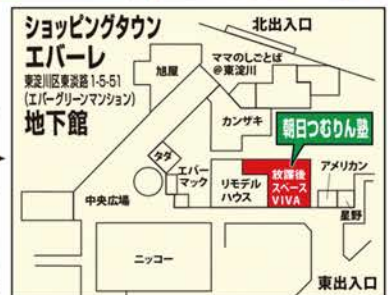 ショッピングタウン
エバーレ
東淀川区東淡路1-5-51
(エバーグリーンマンション)
地下館
北出入口
ママのしごとば
@東淀川
旭屋
カンザキ
朝日つむりん塾
タダ
エバー
マック
リモデル
ハウス
放課後
スペース
VIVA
アメリカン
星野
中央広場
ニッコー
東出入口